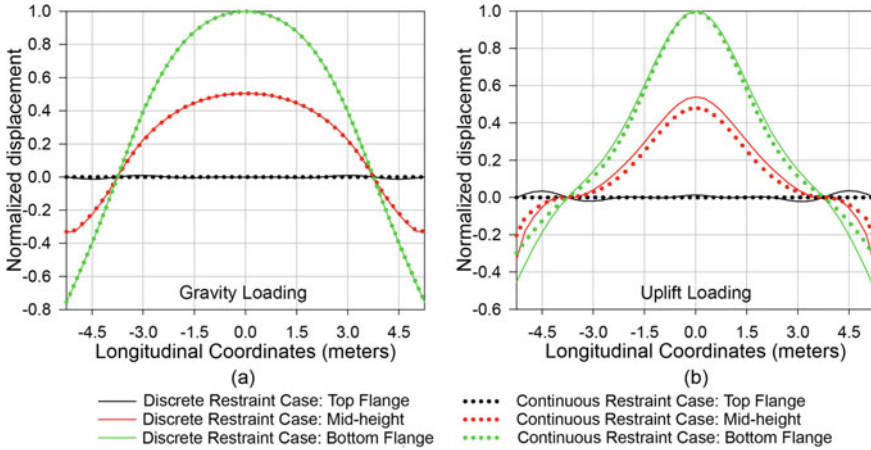 1.0
0.8
0.6
0.4
0.2
0.0
-0.2
-0.4
-0.6
-0.8
Normalized displacement
Gravity Loading
-4.5 -3.0 -1.5 0.0 1.5 3.0 4.5
Longitudinal Coordinates (meters)
(a)
1.0
0.8
0.6
0.4
0.2
0.0
-0.2
-0.4
-0.6
Normalized displacement
Uplift Loading
-4.5 -3.0 -1.5 0.0 1.5 3.0 4.5
Longitudinal Coordinates (meters)
(b)
Discrete Restraint Case: Top Flange
Discrete Restraint Case: Mid-height
Discrete Restraint Case: Bottom Flange
Continuous Restraint Case: Top Flange
Continuous Restraint Case: Mid-height
Continuous Restraint Case: Bottom Flange